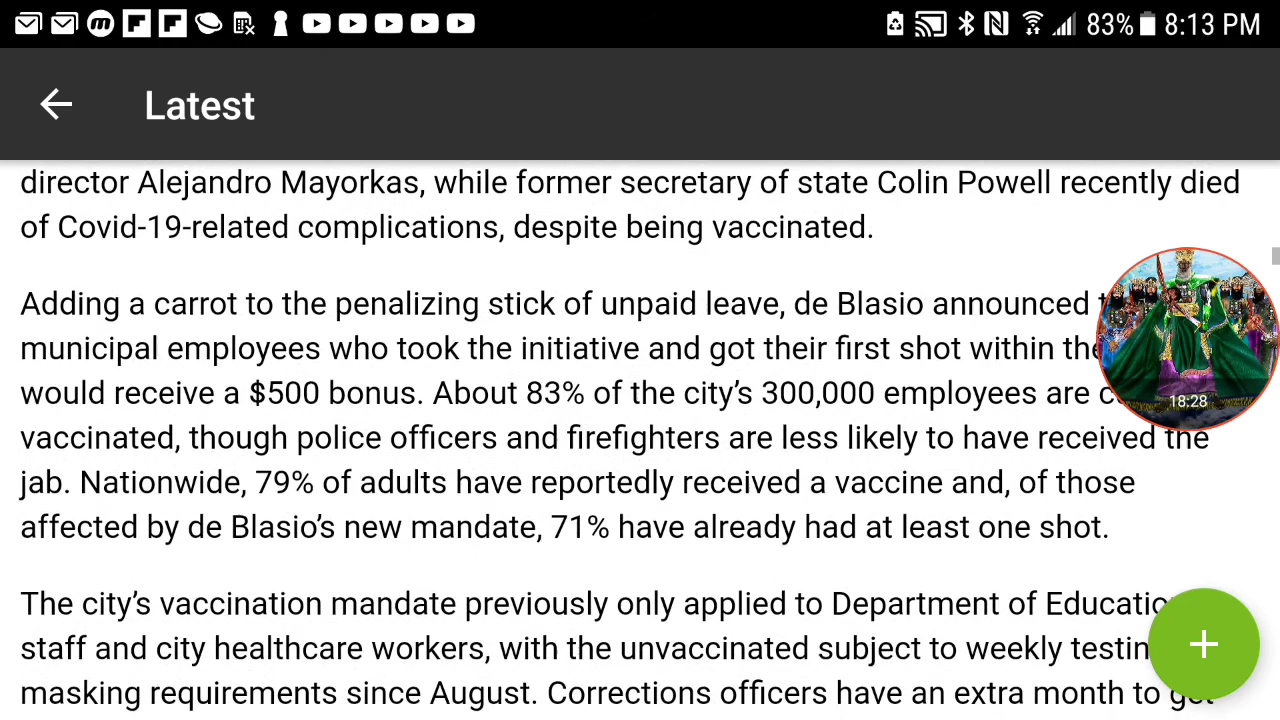 83% 8:13 PM
Latest
director Alejandro Mayorkas, while former secretary of state Colin Powell recently died
of Covid-19-related complications, despite being vaccinated.
Adding a carrot to the penalizing stick of unpaid leave, de Blasio announced
municipal employees who took the initiative and got their first shot within
would receive a $500 bonus. About 83% of the city’s 300,000 employees are
18:28
vaccinated, though police officers and firefighters are less likely to have received the
jab. Nationwide, 79% of adults have reportedly received a vaccine and, of those
affected by de Blasio’s new mandate, 71% have already had at least one shot.
The city’s vaccination mandate previously only applied to Department of Education
staff and city healthcare workers, with the unvaccinated subject to weekly testin
masking requirements since August. Corrections officers have an extra month to get